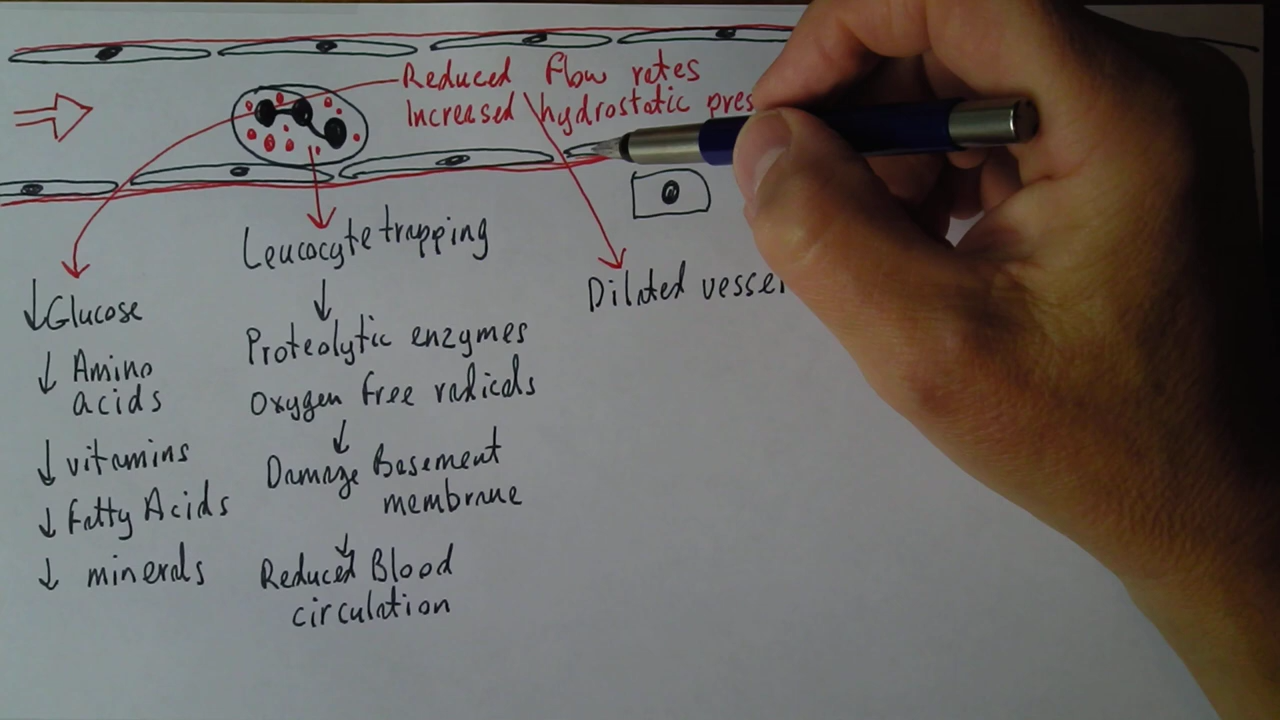 Reduced flow rates
Increased hydrostatic pres
Leucocyte trapping
Dilated vessel
↓Glucose
↓
Proteolytic enzymes
↓ Amino
acids
Oxygen free radicals
↓
↓ vitamins
Damage Basement
membrane
↓ Fatty Acids
↓
↓ minerals
Reduced Blood
circulation